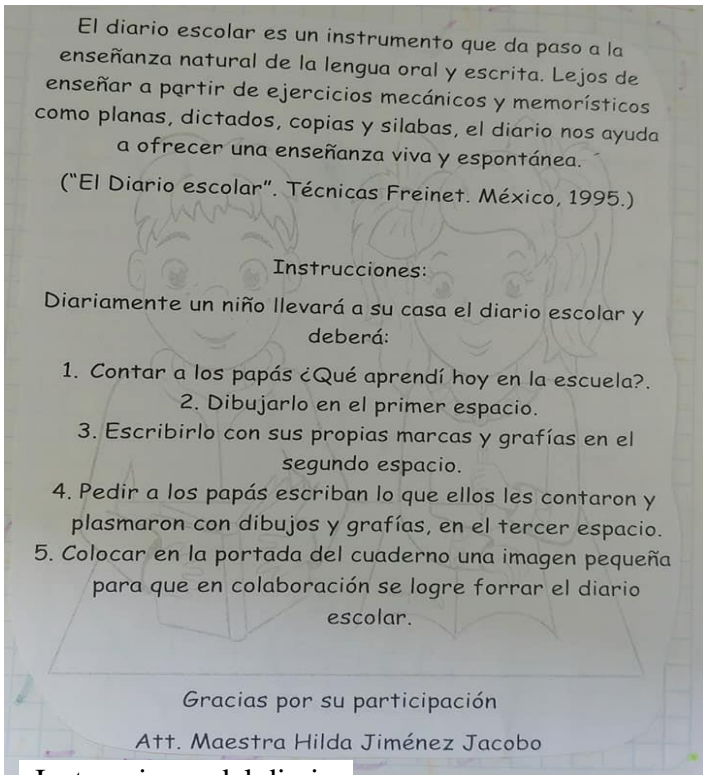 El diario escolar es un instrumento que da paso a la
enseñanza natural de la lengua oral y escrita. Lejos de
enseñar a partir de ejercicios mecánicos y memorísticos
como planas, dictados, copias y silabas, el diario nos ayuda
a ofrecer una enseñanza viva y espontánea.
("El Diario escolar". Técnicas Freinet. México, 1995.)
Instrucciones:
Diariamente un niño llevará a su casa el diario escolar y
deberá:
1. Contar a los papás ¿Qué aprendí hoy en la escuela?.
2. Dibujarlo en el primer espacio.
3. Escribirlo con sus propias marcas y grafías en el
segundo espacio.
4. Pedir a los papás escriban lo que ellos les contaron y
plasmaron con dibujos y grafías, en el tercer espacio.
5. Colocar en la portada del cuaderno una imagen pequeña
para que en colaboración se logre forrar el diario
escolar.
Gracias por su participación
Att. Maestra Hilda Jiménez Jacobo